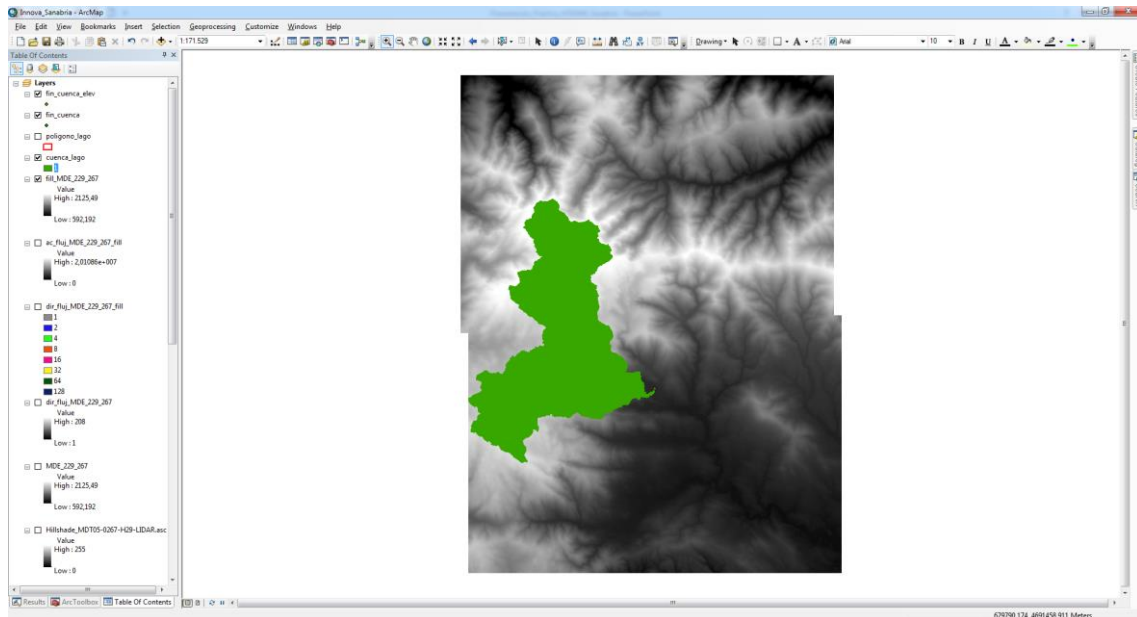 Innova_Sanabria - ArcMap
File Edit View Bookmarks Insert Selection Geoprocessing Customize Windows Help
1:171.529 Drawing Arial 10 B I U A
Table Of Contents
Layers
fin_cuenca_elev
fin_cuenca
poligono_lago
cuenca_lago
fill_MDE_229_267
Value
High : 2125,49
Low : 592,192
ac_fluj_MDE_229_267_fill
Value
High : 2,01086e+007
Low : 0
dir_fluj_MDE_229_267_fill
1
2
4
8
16
32
64
128
dir_fluj_MDE_229_267
Value
High : 208
Low : 1
MDE_229_267
Value
High : 2125,49
Low : 592,192
Hillshade_MDT05-0267-H29-LIDAR.asc
Value
High : 255
Low : 0
Results ArcToolbox Table Of Contents
679790,174 4691458,911 Meters